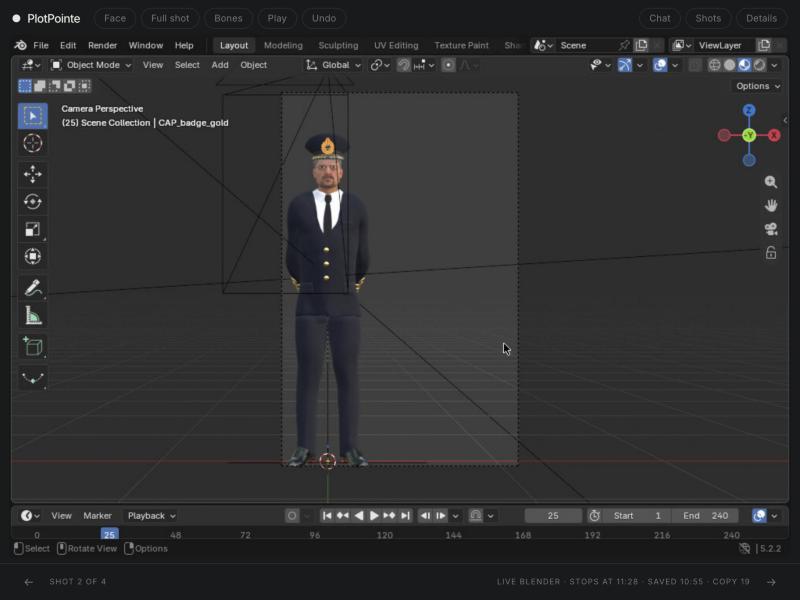 PlotPointe Face Full shot Bones Play Undo Chat Shots Details
File Edit Render Window Help Layout Modeling Sculpting UV Editing Texture Paint Scene ViewLayer
Object Mode View Select Add Object Global
Options
Camera Perspective
(25) Scene Collection | CAP_badge_gold
Z
-Y
X
View Marker Playback 25 Start 1 End 240
0 25 48 72 96 120 144 168 192 216 240
Select Rotate View Options 5.2.2
← SHOT 2 OF 4 LIVE BLENDER · STOPS AT 11:28 · SAVED 10:55 · COPY 19 →